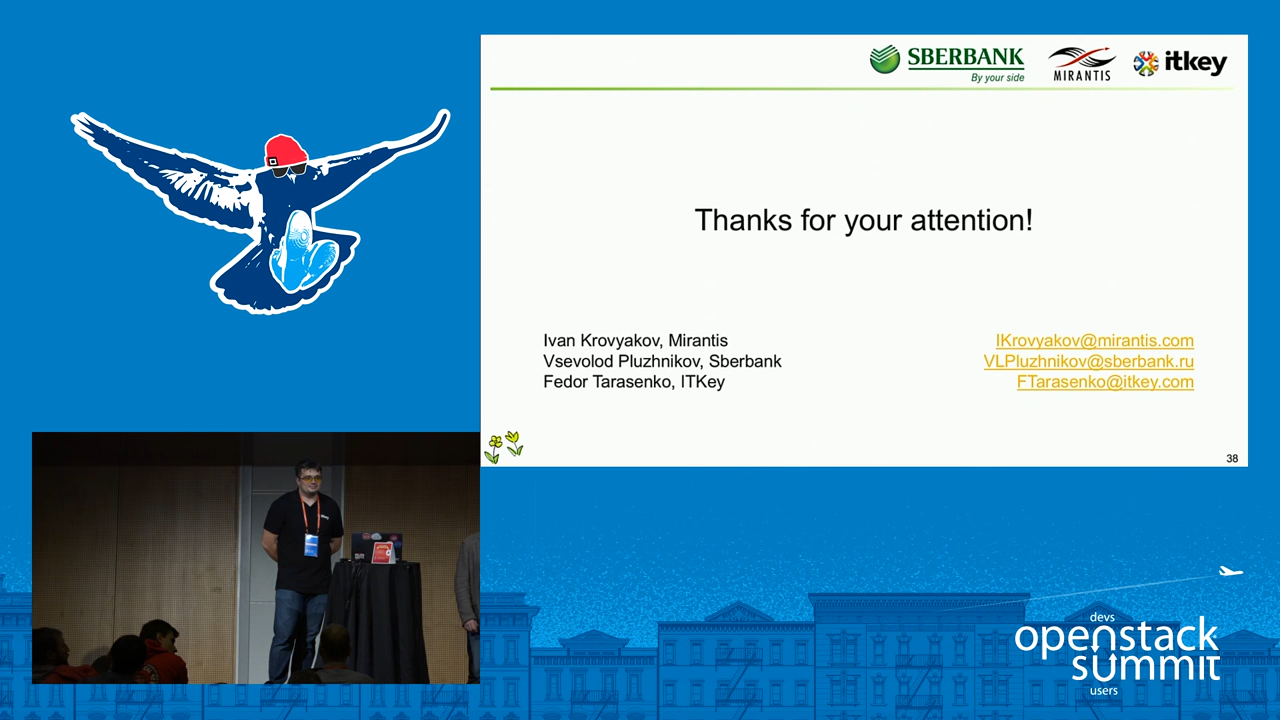 SBERBANK
By your side
MIRANTIS
itkey
Thanks for your attention!
Ivan Krovyakov, Mirantis
IKrovyakov@mirantis.com
Vsevolod Pluzhnikov, Sberbank
VLPluzhnikov@sberbank.ru
Fedor Tarasenko, ITKey
FTarasenko@itkey.com
38
devs
openstack
summit
users